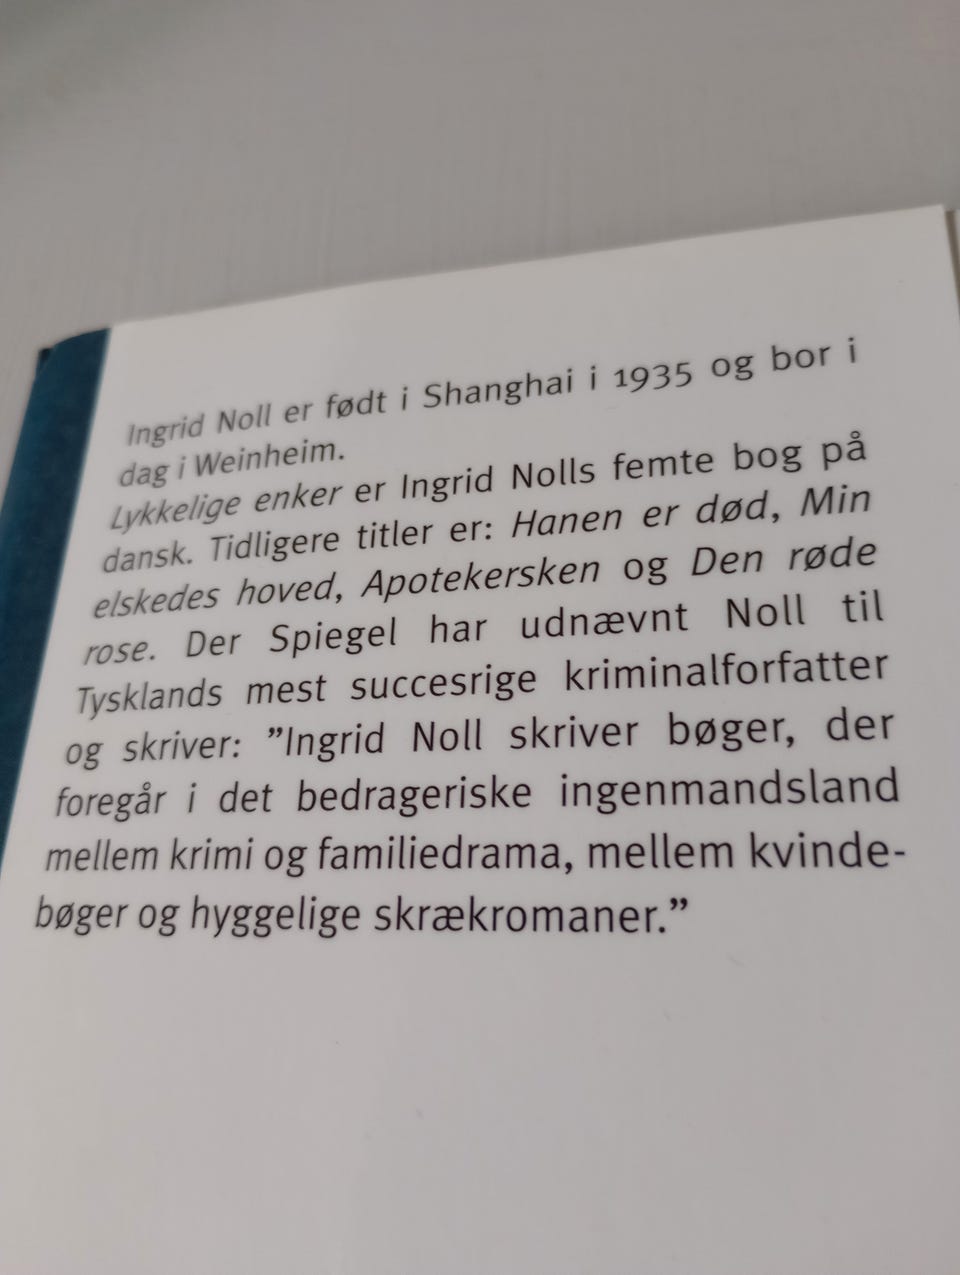 Ingrid Noll er født i Shanghai i 1935 og bor i
dag i Weinheim.
Lykkelige enker er Ingrid Nolls femte bog på
dansk. Tidligere titler er: Hanen er død, Min
elskedes hoved, Apotekersken og Den røde
rose. Der Spiegel har udnævnt Noll til
Tysklands mest succesrige kriminalforfatter
og skriver: ”Ingrid Noll skriver bøger, der
foregår i det bedrageriske ingenmandsland
mellem krimi og familiedrama, mellem kvinde-
bøger og hyggelige skrækromaner.”